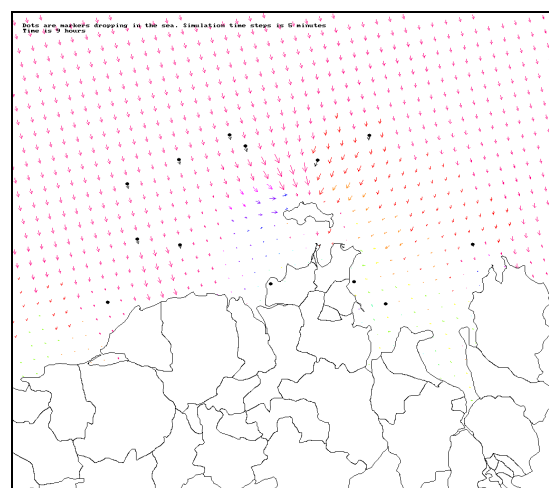 Dots are markers dropping in the sea. Simulation time steps is 5 minutes
Time is 9 hours